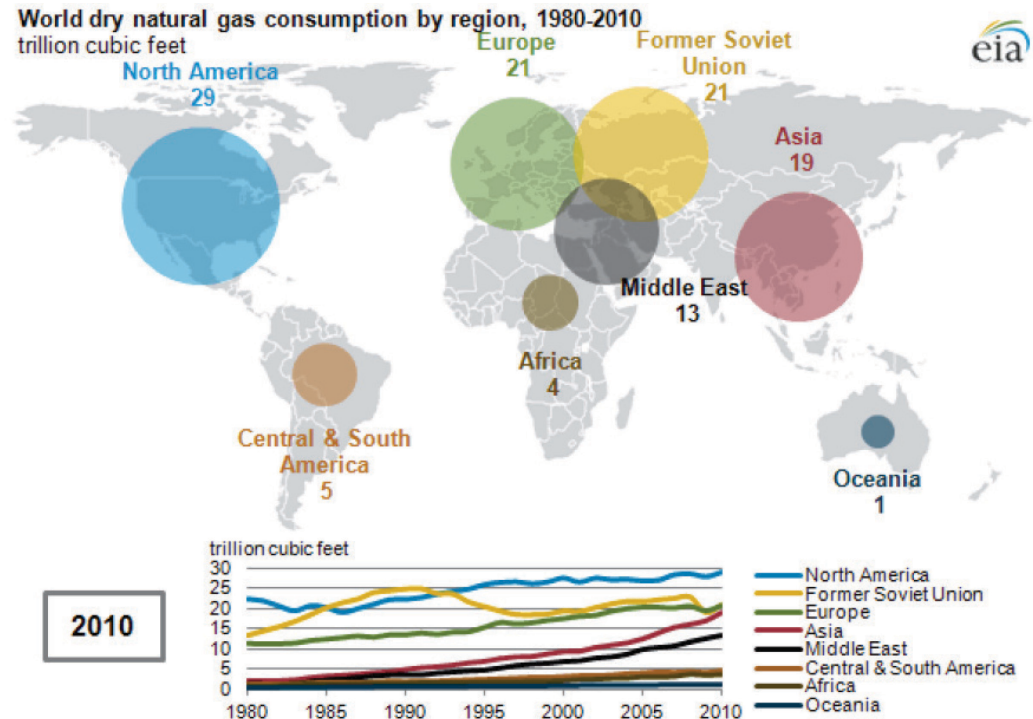 World dry natural gas consumption by region, 1980-2010
trillion cubic feet
eia
North America
29
Europe
21
Former Soviet
Union
21
Asia
19
Middle East
13
Africa
4
Central & South
America
5
Oceania
1
2010
trillion cubic feet
30
25
20
15
10
5
0
1980 1985 1990 1995 2000 2005 2010
North America
Former Soviet Union
Europe
Asia
Middle East
Central & South America
Africa
Oceania